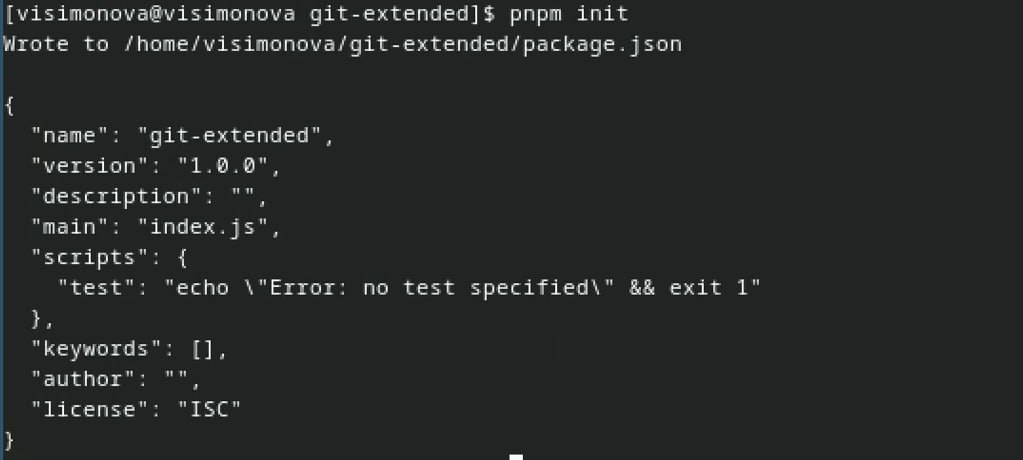 [visimonova@visimonova git-extended]$ pnpm init
Wrote to /home/visimonova/git-extended/package.json
{
  "name": "git-extended",
  "version": "1.0.0",
  "description": "",
  "main": "index.js",
  "scripts": {
    "test": "echo \"Error: no test specified\" && exit 1"
  },
  "keywords": [],
  "author": "",
  "license": "ISC"
}